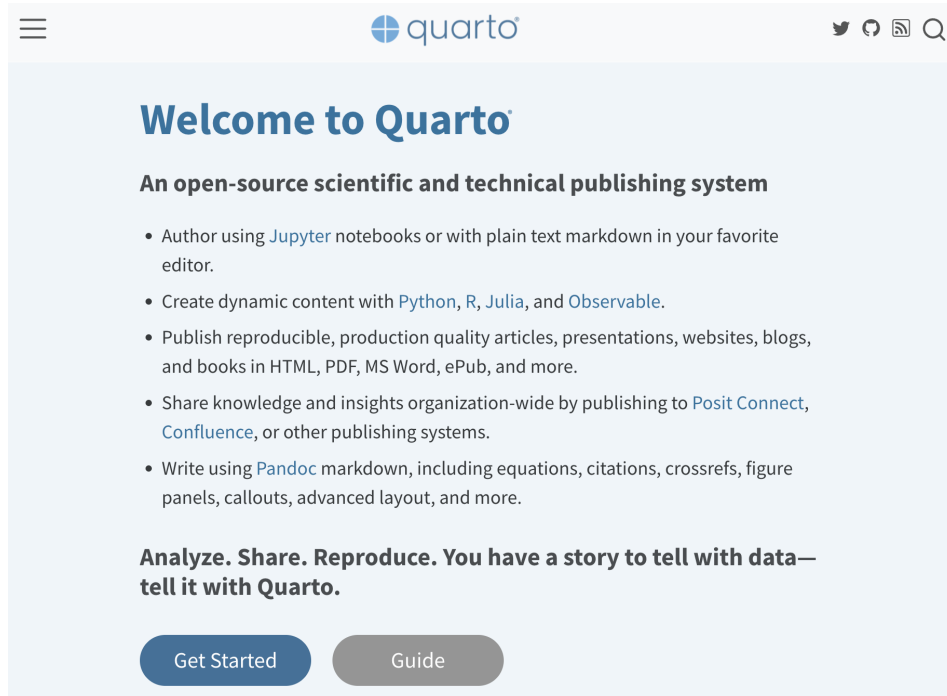 quarto®
Welcome to Quarto®
An open-source scientific and technical publishing system
• Author using Jupyter notebooks or with plain text markdown in your favorite
editor.
• Create dynamic content with Python, R, Julia, and Observable.
• Publish reproducible, production quality articles, presentations, websites, blogs,
and books in HTML, PDF, MS Word, ePub, and more.
• Share knowledge and insights organization-wide by publishing to Posit Connect,
Confluence, or other publishing systems.
• Write using Pandoc markdown, including equations, citations, crossrefs, figure
panels, callouts, advanced layout, and more.
Analyze. Share. Reproduce. You have a story to tell with data—
tell it with Quarto.
Get Started
Guide